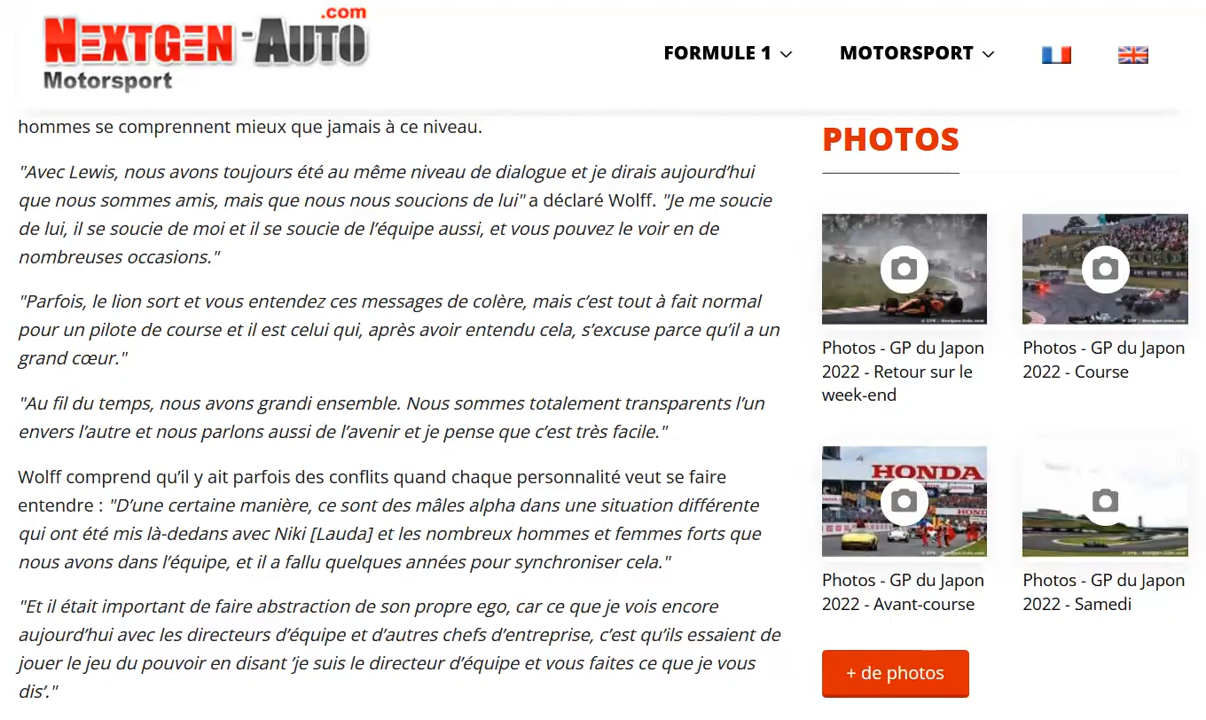 .com
NEXTGEN-AUTO
Motorsport
FORMULE 1
MOTORSPORT
hommes se comprennent mieux que jamais à ce niveau.
"Avec Lewis, nous avons toujours été au même niveau de dialogue et je dirais aujourd’hui
que nous sommes amis, mais que nous nous soucions de lui" a déclaré Wolff. "Je me soucie
de lui, il se soucie de moi et il se soucie de l’équipe aussi, et vous pouvez le voir en de
nombreuses occasions."
"Parfois, le lion sort et vous entendez ces messages de colère, mais c’est tout à fait normal
pour un pilote de course et il est celui qui, après avoir entendu cela, s’excuse parce qu’il a un
grand cœur."
"Au fil du temps, nous avons grandi ensemble. Nous sommes totalement transparents l’un
envers l’autre et nous parlons aussi de l’avenir et je pense que c’est très facile."
Wolff comprend qu’il y ait parfois des conflits quand chaque personnalité veut se faire
entendre : "D’une certaine manière, ce sont des mâles alpha dans une situation différente
qui ont été mis là-dedans avec Niki [Lauda] et les nombreux hommes et femmes forts que
nous avons dans l’équipe, et il a fallu quelques années pour synchroniser cela."
"Et il était important de faire abstraction de son propre ego, car ce que je vois encore
aujourd’hui avec les directeurs d’équipe et d’autres chefs d’entreprise, c’est qu’ils essaient de
jouer le jeu du pouvoir en disant ’je suis le directeur d’équipe et vous faites ce que je vous
dis’."
PHOTOS
Photos - GP du Japon
2022 - Retour sur le
week-end
Photos - GP du Japon
2022 - Course
HONDA
HONDA
Photos - GP du Japon
2022 - Avant-course
Photos - GP du Japon
2022 - Samedi
+ de photos